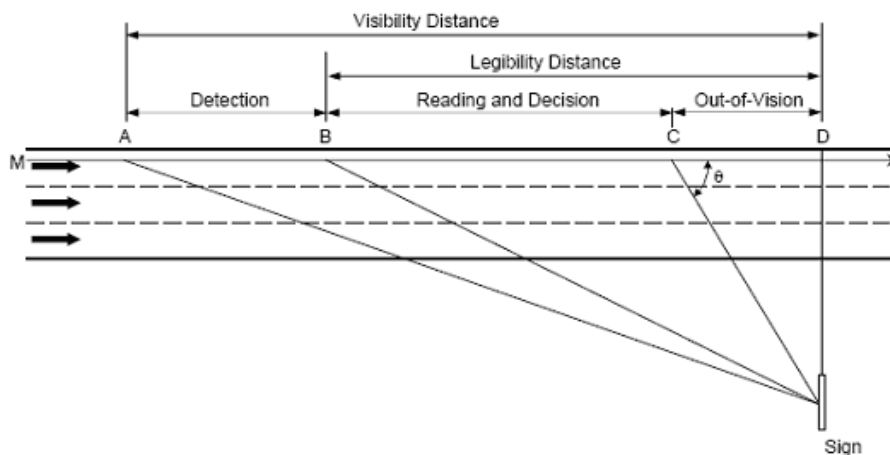 Visibility Distance
Legibility Distance
Detection
Reading and Decision
Out-of-Vision
A
B
C
D
M
θ
Sign